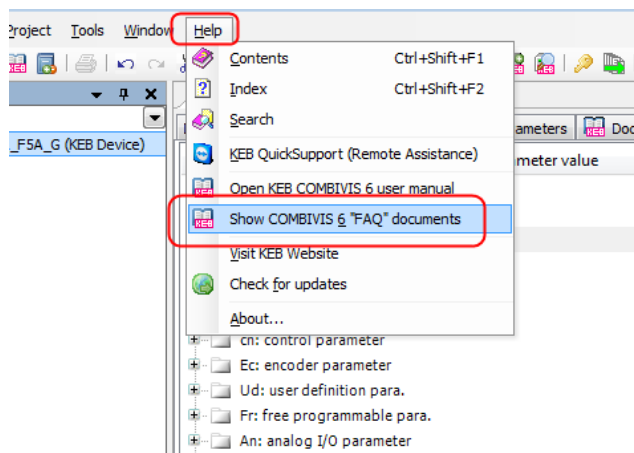 Project Tools Window Help
Contents Ctrl+Shift+F1
Index Ctrl+Shift+F2
Search
_F5A_G (KEB Device)
ameters Doc
KEB QuickSupport (Remote Assistance)
meter value
Open KEB COMBIVIS 6 user manual
Show COMBIVIS 6 "FAQ" documents
Visit KEB Website
Check for updates
About...
cn: control parameter
Ec: encoder parameter
Ud: user definition para.
Fr: free programmable para.
An: analog I/O parameter